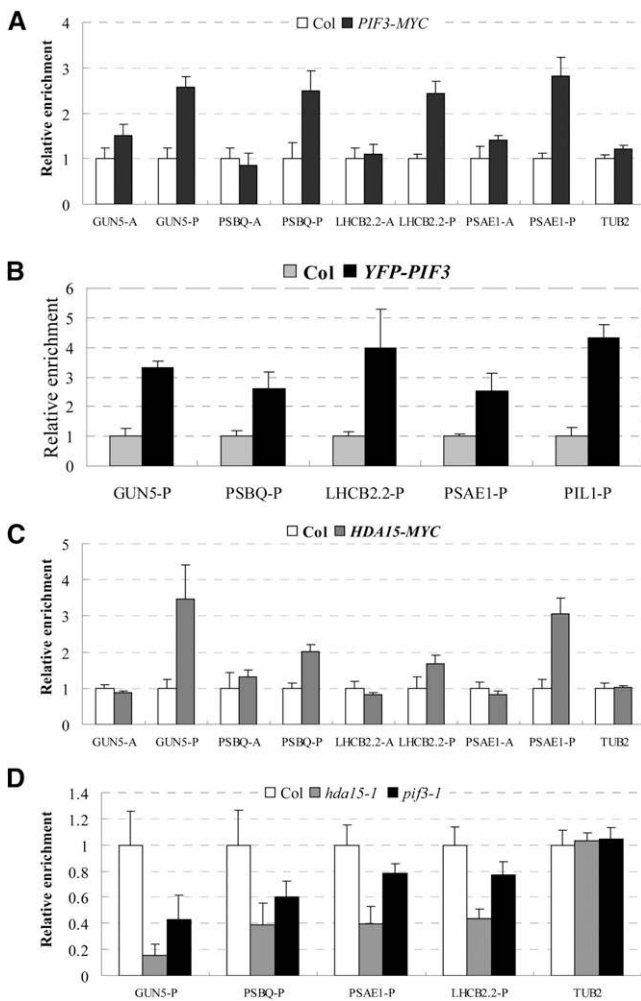 A
Col PIF3-MYC
Relative enrichment
4
3
2
1
0
GUN5-A GUN5-P PSBQ-A PSBQ-P LHCB2.2-A LHCB2.2-P PSAE1-A PSAE1-P TUB2
B
Col YFP-PIF3
Relative enrichment
6
5
4
3
2
1
0
GUN5-P PSBQ-P LHCB2.2-P PSAE1-P PIL1-P
C
Col HDA15-MYC
Relative enrichment
5
4
3
2
1
0
GUN5-A GUN5-P PSBQ-A PSBQ-P LHCB2.2-A LHCB2.2-P PSAE1-A PSAE1-P TUB2
D
Col hda15-1 pif3-1
Relative enrichment
1.4
1.2
1
0.8
0.6
0.4
0.2
0
GUN5-P PSBQ-P PSAE1-P LHCB2.2-P TUB2